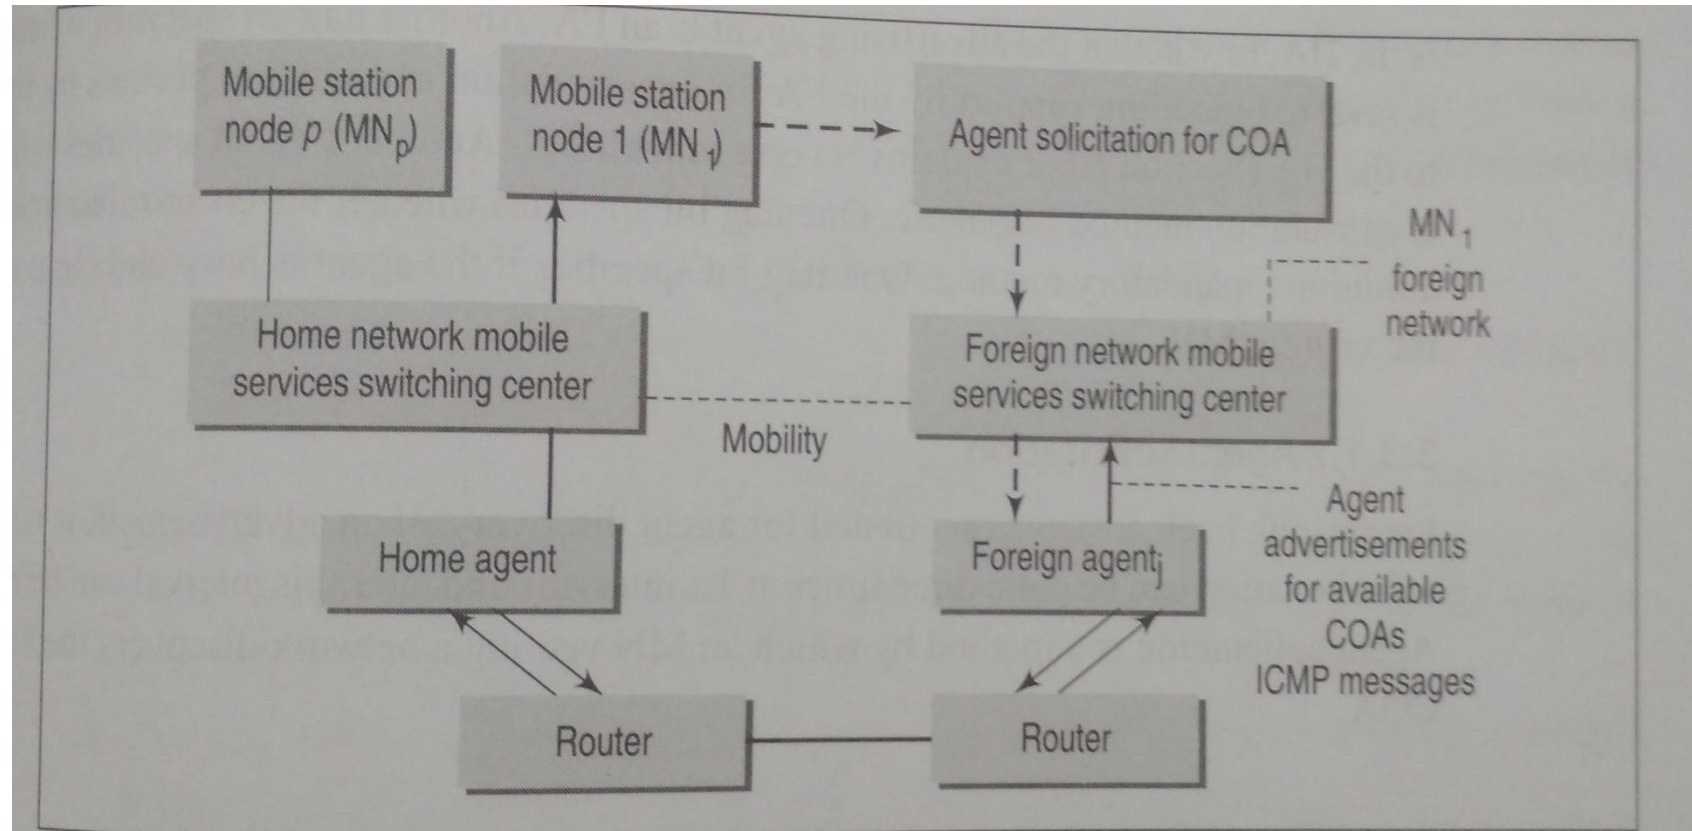 Mobile station
node p (MNp)
Mobile station
node 1 (MN1)
Agent solicitation for COA
MN1
foreign
network
Home network mobile
services switching center
Foreign network mobile
services switching center
Mobility
Home agent
Foreign agentj
Agent
advertisements
for available
COAs
ICMP messages
Router
Router